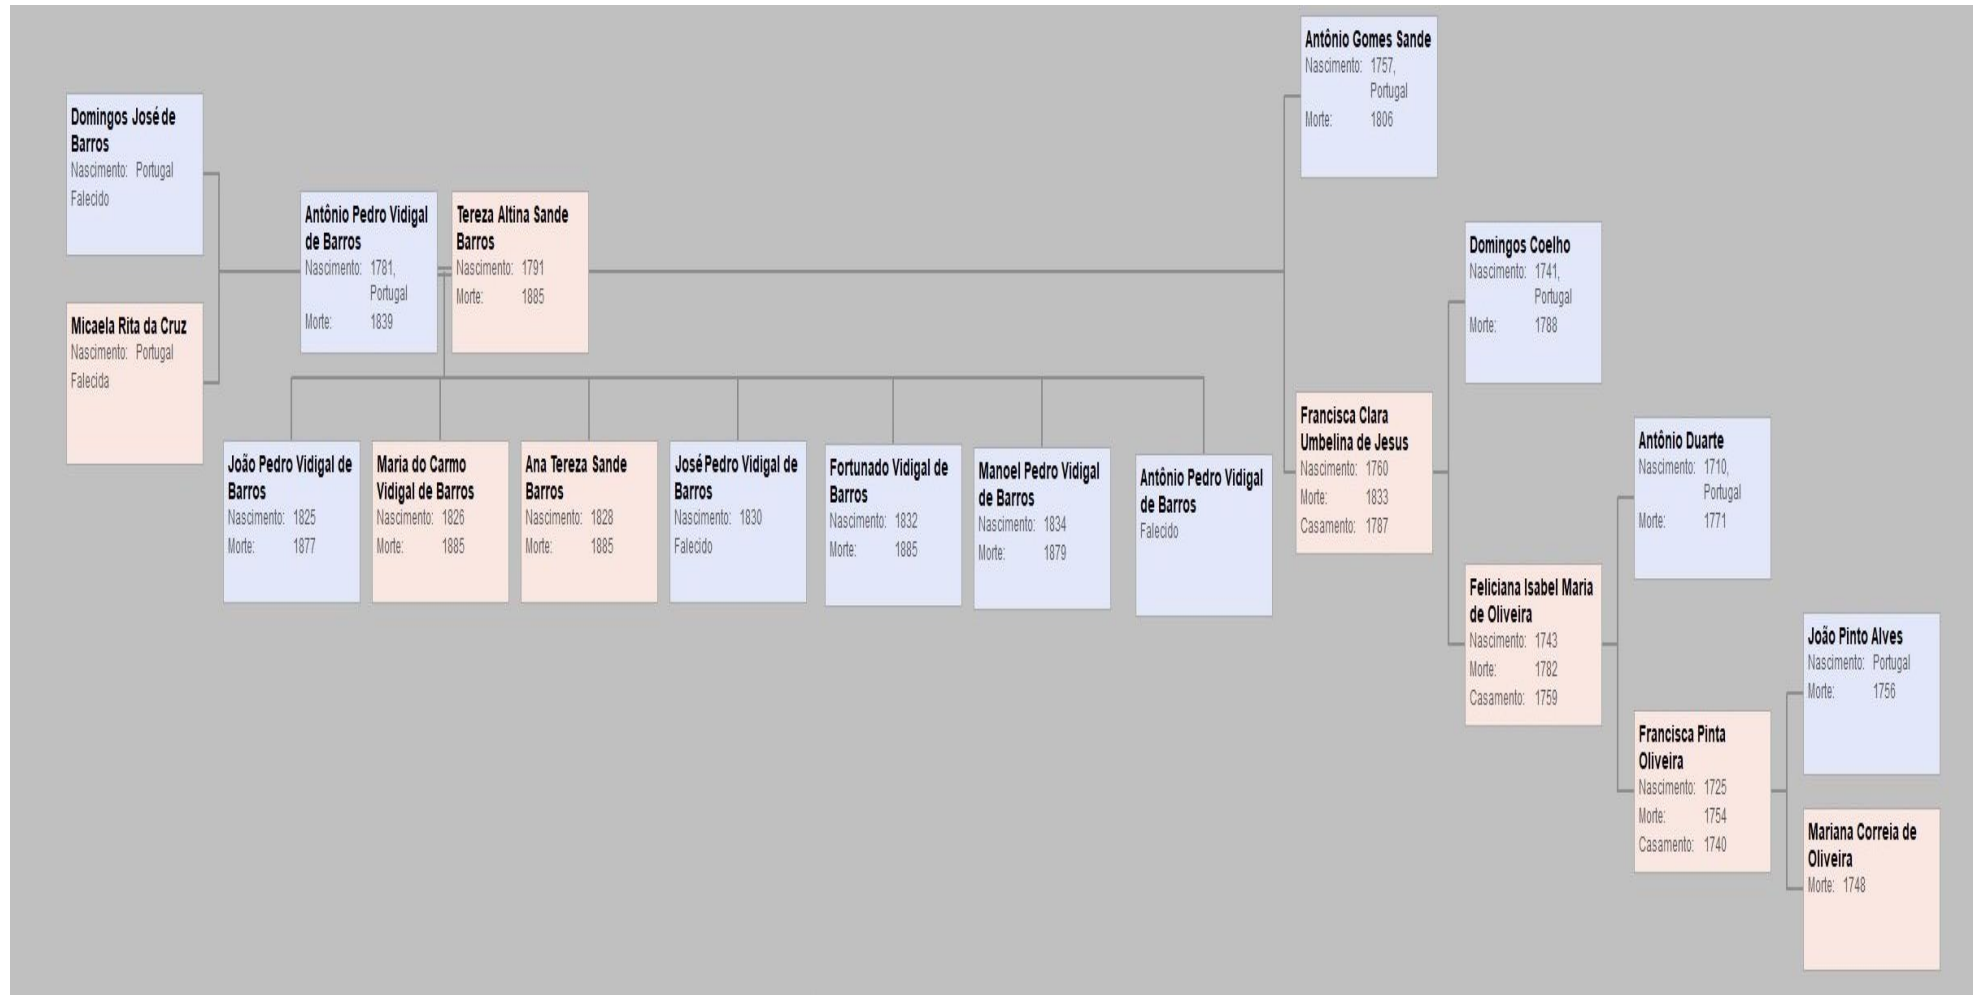 Domingos José de
Barros
Nascimento: Portugal
Falecido
Micaela Rita da Cruz
Nascimento: Portugal
Falecida
Antônio Pedro Vidigal
de Barros
Nascimento: 1781,
Portugal
Morte: 1839
Tereza Altina Sande
Barros
Nascimento: 1791
Morte: 1885
João Pedro Vidigal de
Barros
Nascimento: 1825
Morte: 1877
Maria do Carmo
Vidigal de Barros
Nascimento: 1826
Morte: 1885
Ana Tereza Sande
Barros
Nascimento: 1828
Morte: 1885
José Pedro Vidigal de
Barros
Nascimento: 1830
Falecido
Fortunado Vidigal de
Barros
Nascimento: 1832
Morte: 1885
Manoel Pedro Vidigal
de Barros
Nascimento: 1834
Morte: 1879
Antônio Pedro Vidigal
de Barros
Falecido
Antônio Gomes Sande
Nascimento: 1757,
Portugal
Morte: 1806
Francisca Clara
Umbelina de Jesus
Nascimento: 1760
Morte: 1833
Casamento: 1787
Domingos Coelho
Nascimento: 1741,
Portugal
Morte: 1788
Feliciana Isabel Maria
de Oliveira
Nascimento: 1743
Morte: 1782
Casamento: 1759
Antônio Duarte
Nascimento: 1710,
Portugal
Morte: 1771
Francisca Pinta
Oliveira
Nascimento: 1725
Morte: 1754
Casamento: 1740
João Pinto Alves
Nascimento: Portugal
Morte: 1756
Mariana Correia de
Oliveira
Morte: 1748